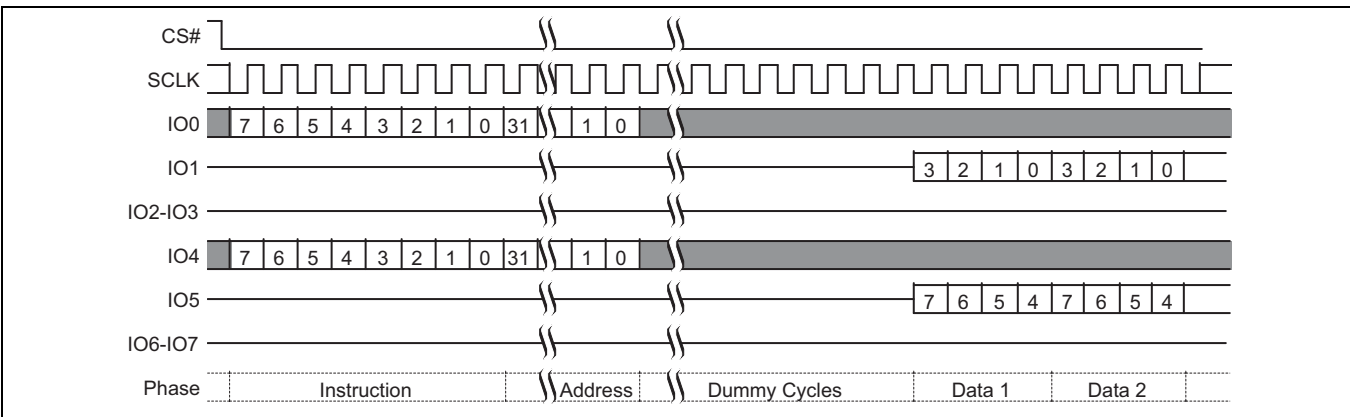 CS#
SCLK
IO0 7 6 5 4 3 2 1 0 31 1 0
IO1 3 2 1 0 3 2 1 0
IO2-IO3
IO4 7 6 5 4 3 2 1 0 31 1 0
IO5 7 6 5 4 7 6 5 4
IO6-IO7
Phase Instruction Address Dummy Cycles Data 1 Data 2